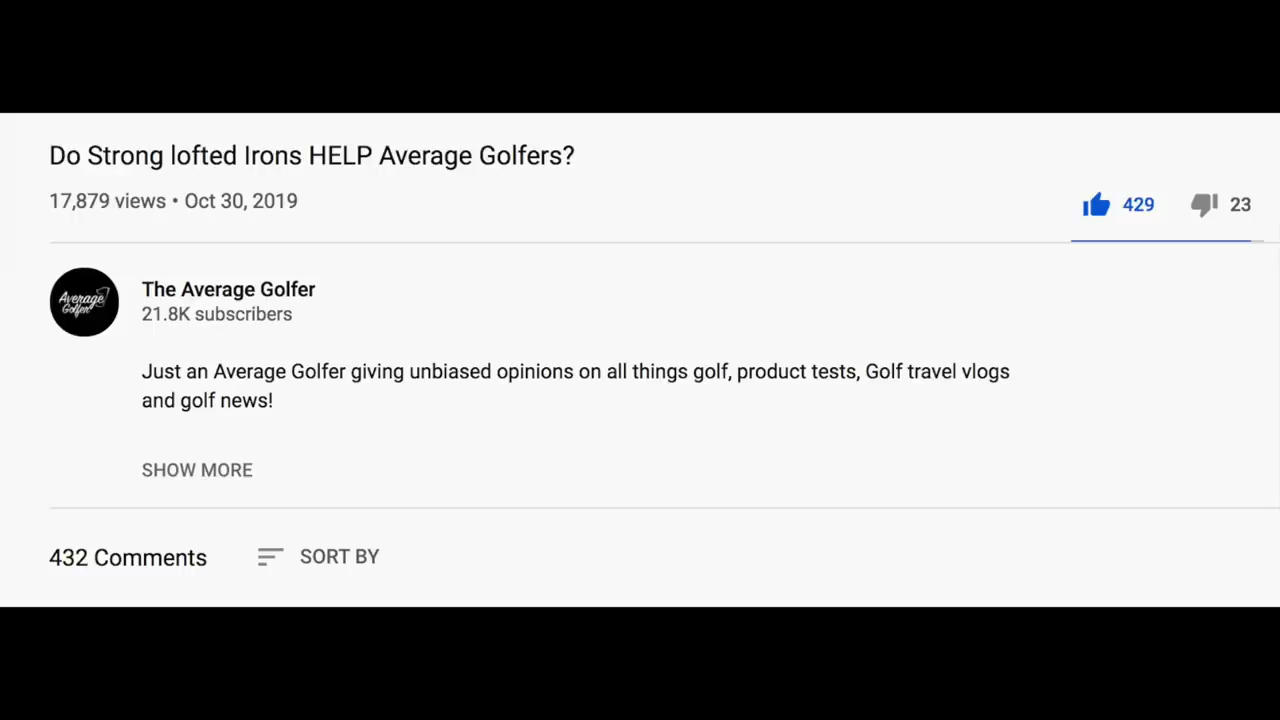 Do Strong lofted Irons HELP Average Golfers?
17,879 views • Oct 30, 2019
429
23
Average
Golfer
The Average Golfer
21.8K subscribers
Just an Average Golfer giving unbiased opinions on all things golf, product tests, Golf travel vlogs
and golf news!
SHOW MORE
432 Comments
SORT BY